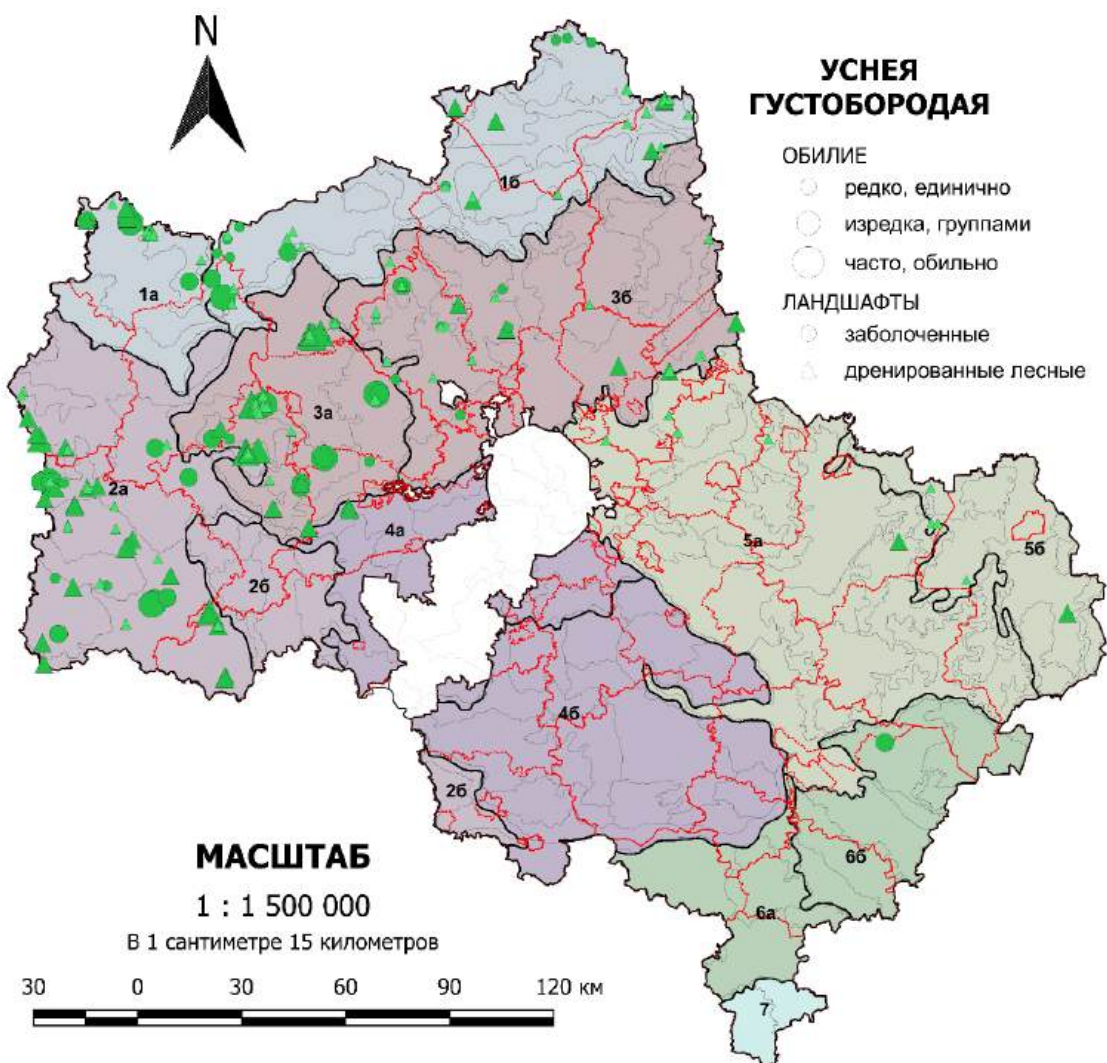 N
УСНЕЯ
ГУСТОБОРОДАЯ
ОБИЛИЕ
редко, единично
изредка, группами
часто, обильно
ЛАНДШАФТЫ
заболоченные
дренированные лесные
1б
1а
3б
3а
2а
4а
5а
5б
2б
4б
2б
6б
6а
7
МАСШТАБ
1 : 1 500 000
В 1 сантиметре 15 километров
30 0 30 60 90 120 км